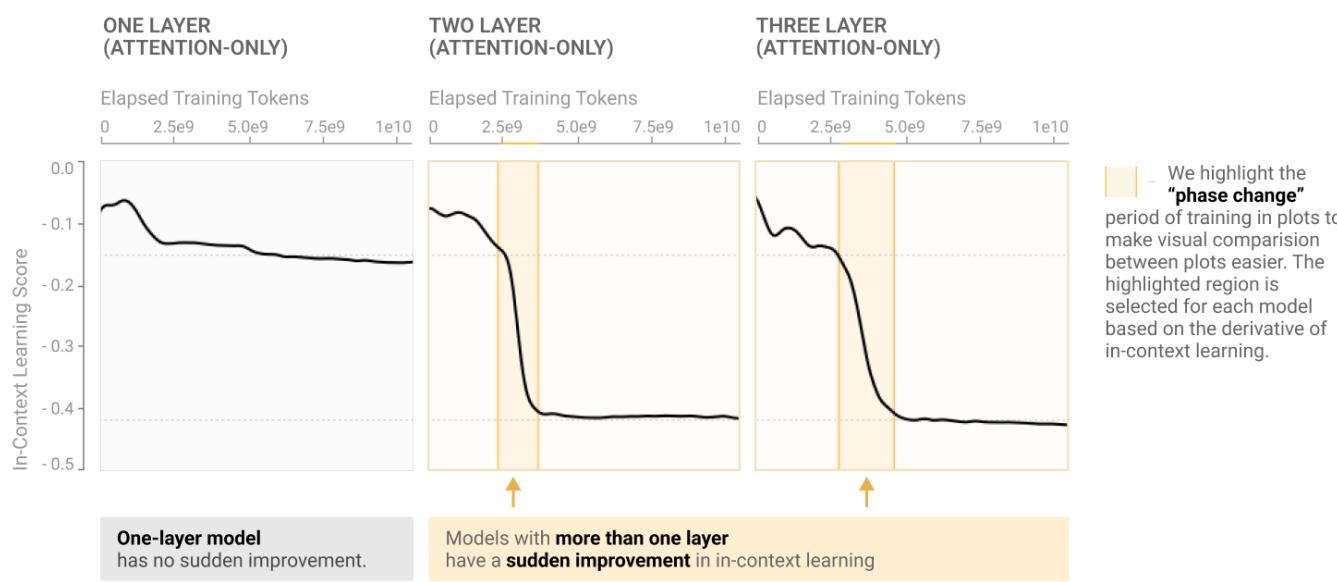 ONE LAYER
(ATTENTION-ONLY)
TWO LAYER
(ATTENTION-ONLY)
THREE LAYER
(ATTENTION-ONLY)
Elapsed Training Tokens
Elapsed Training Tokens
Elapsed Training Tokens
0 2.5e9 5.0e9 7.5e9 1e10
0 2.5e9 5.0e9 7.5e9 1e10
0 2.5e9 5.0e9 7.5e9 1e10
In-Context Learning Score
0.0
- 0.1
- 0.2
- 0.3
- 0.4
- 0.5
We highlight the
“phase change”
period of training in plots to
make visual comparision
between plots easier. The
highlighted region is
selected for each model
based on the derivative of
in-context learning.
One-layer model
has no sudden improvement.
Models with more than one layer
have a sudden improvement in in-context learning